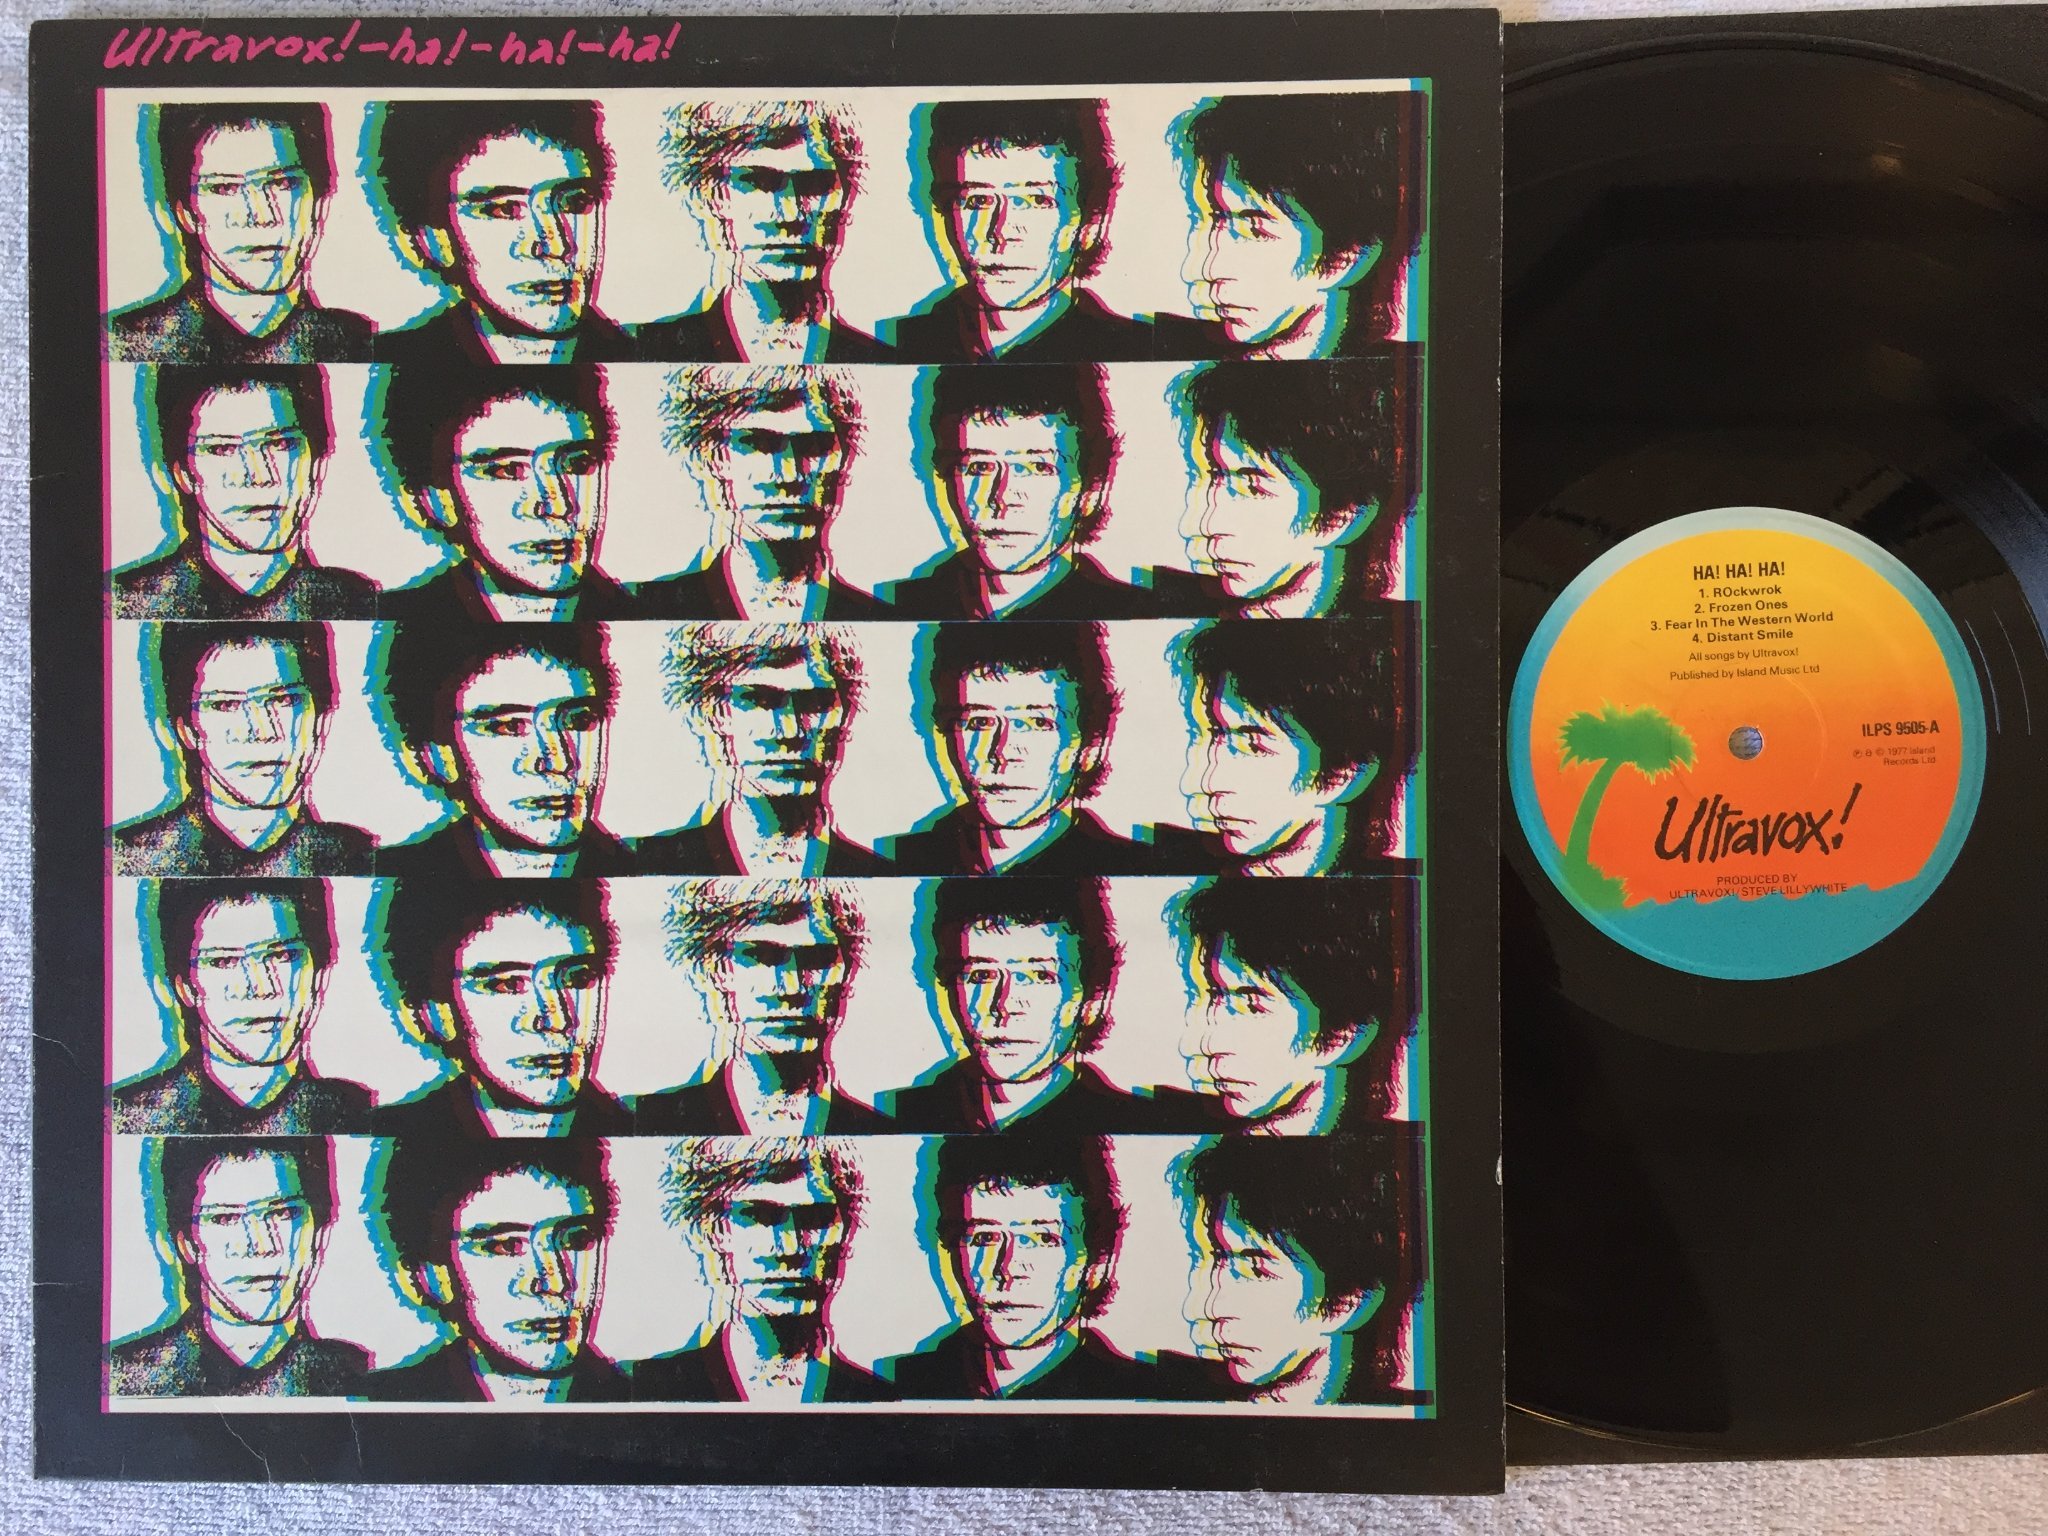 Ultravox!-ha!-ha!-ha!
HA! HA! HA!
1. ROckwrok
2. Frozen Ones
3. Fear In The Western World
4. Distant Smile
All songs by Ultravox!
Published by Island Music Ltd
ILPS 9505-A
℗ & © 1977 Island
Records Ltd
Ultravox!
PRODUCED BY
ULTRAVOX!/STEVE LILLYWHITE